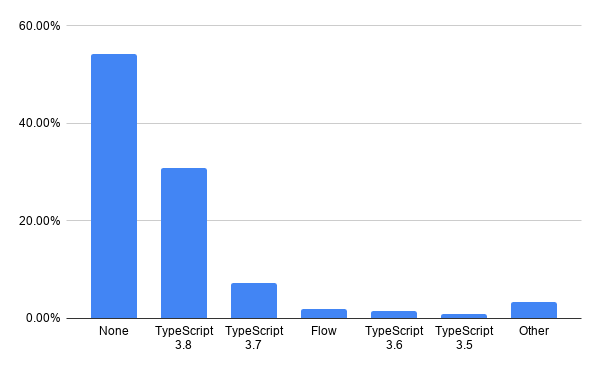 60.00%
40.00%
20.00%
0.00%
None
TypeScript
3.8
TypeScript
3.7
Flow
TypeScript
3.6
TypeScript
3.5
Other